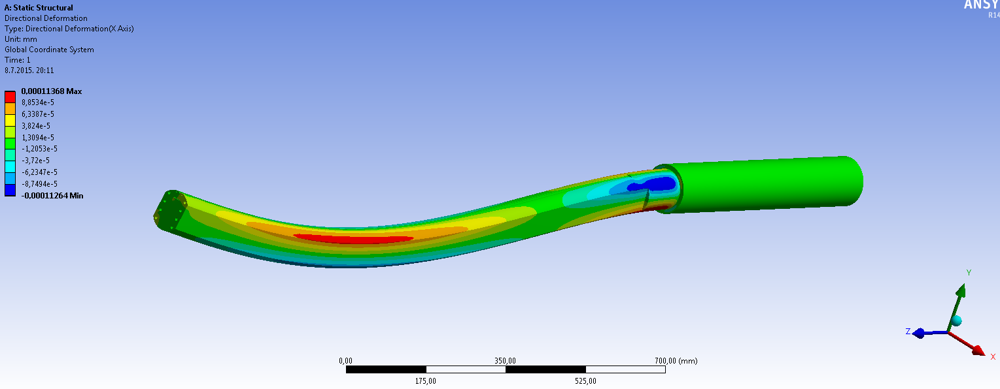 A: Static Structural
Directional Deformation
Type: Directional Deformation(X Axis)
Unit: mm
Global Coordinate System
Time: 1
8.7.2015. 20:11
0,00011368 Max
8,8534e-5
6,3387e-5
3,824e-5
1,3094e-5
-1,2053e-5
-3,72e-5
-6,2347e-5
-8,7494e-5
-0,00011264 Min
ANSY
R14
Y
Z
X
0,00 350,00 700,00 (mm)
175,00 525,00